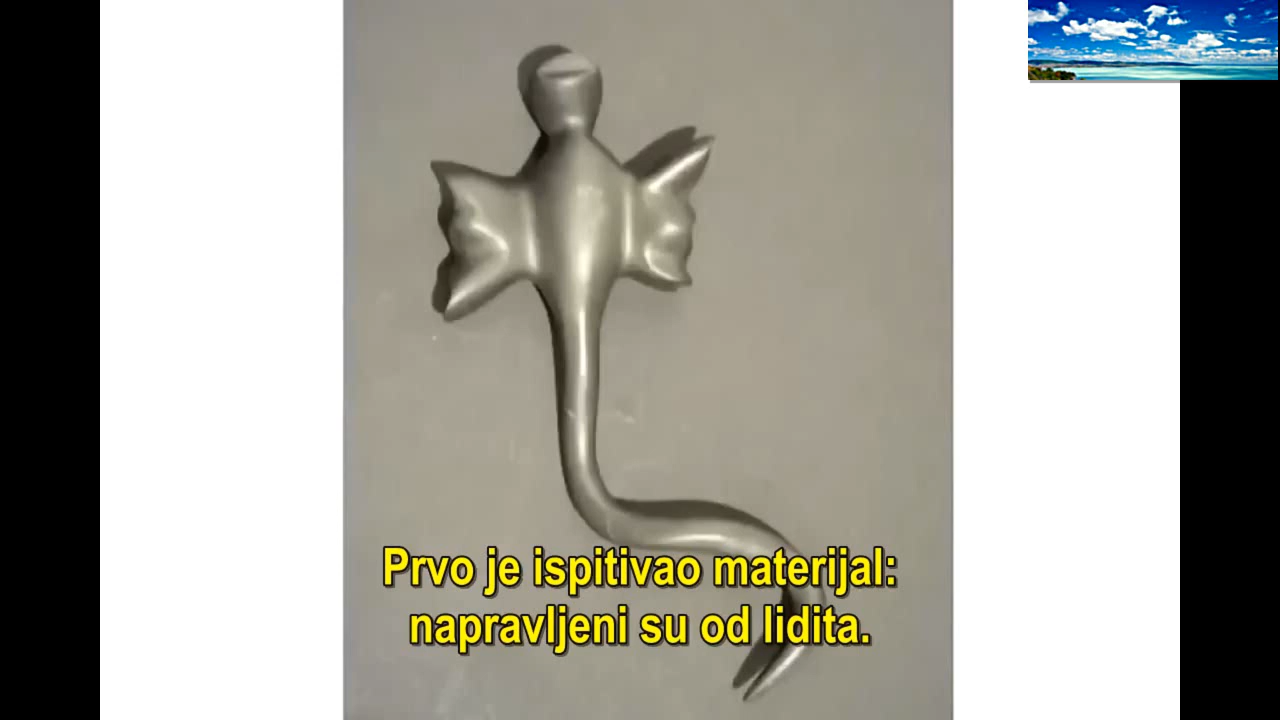 Prvo je ispitivao materijal:
napravljeni su od lidita.